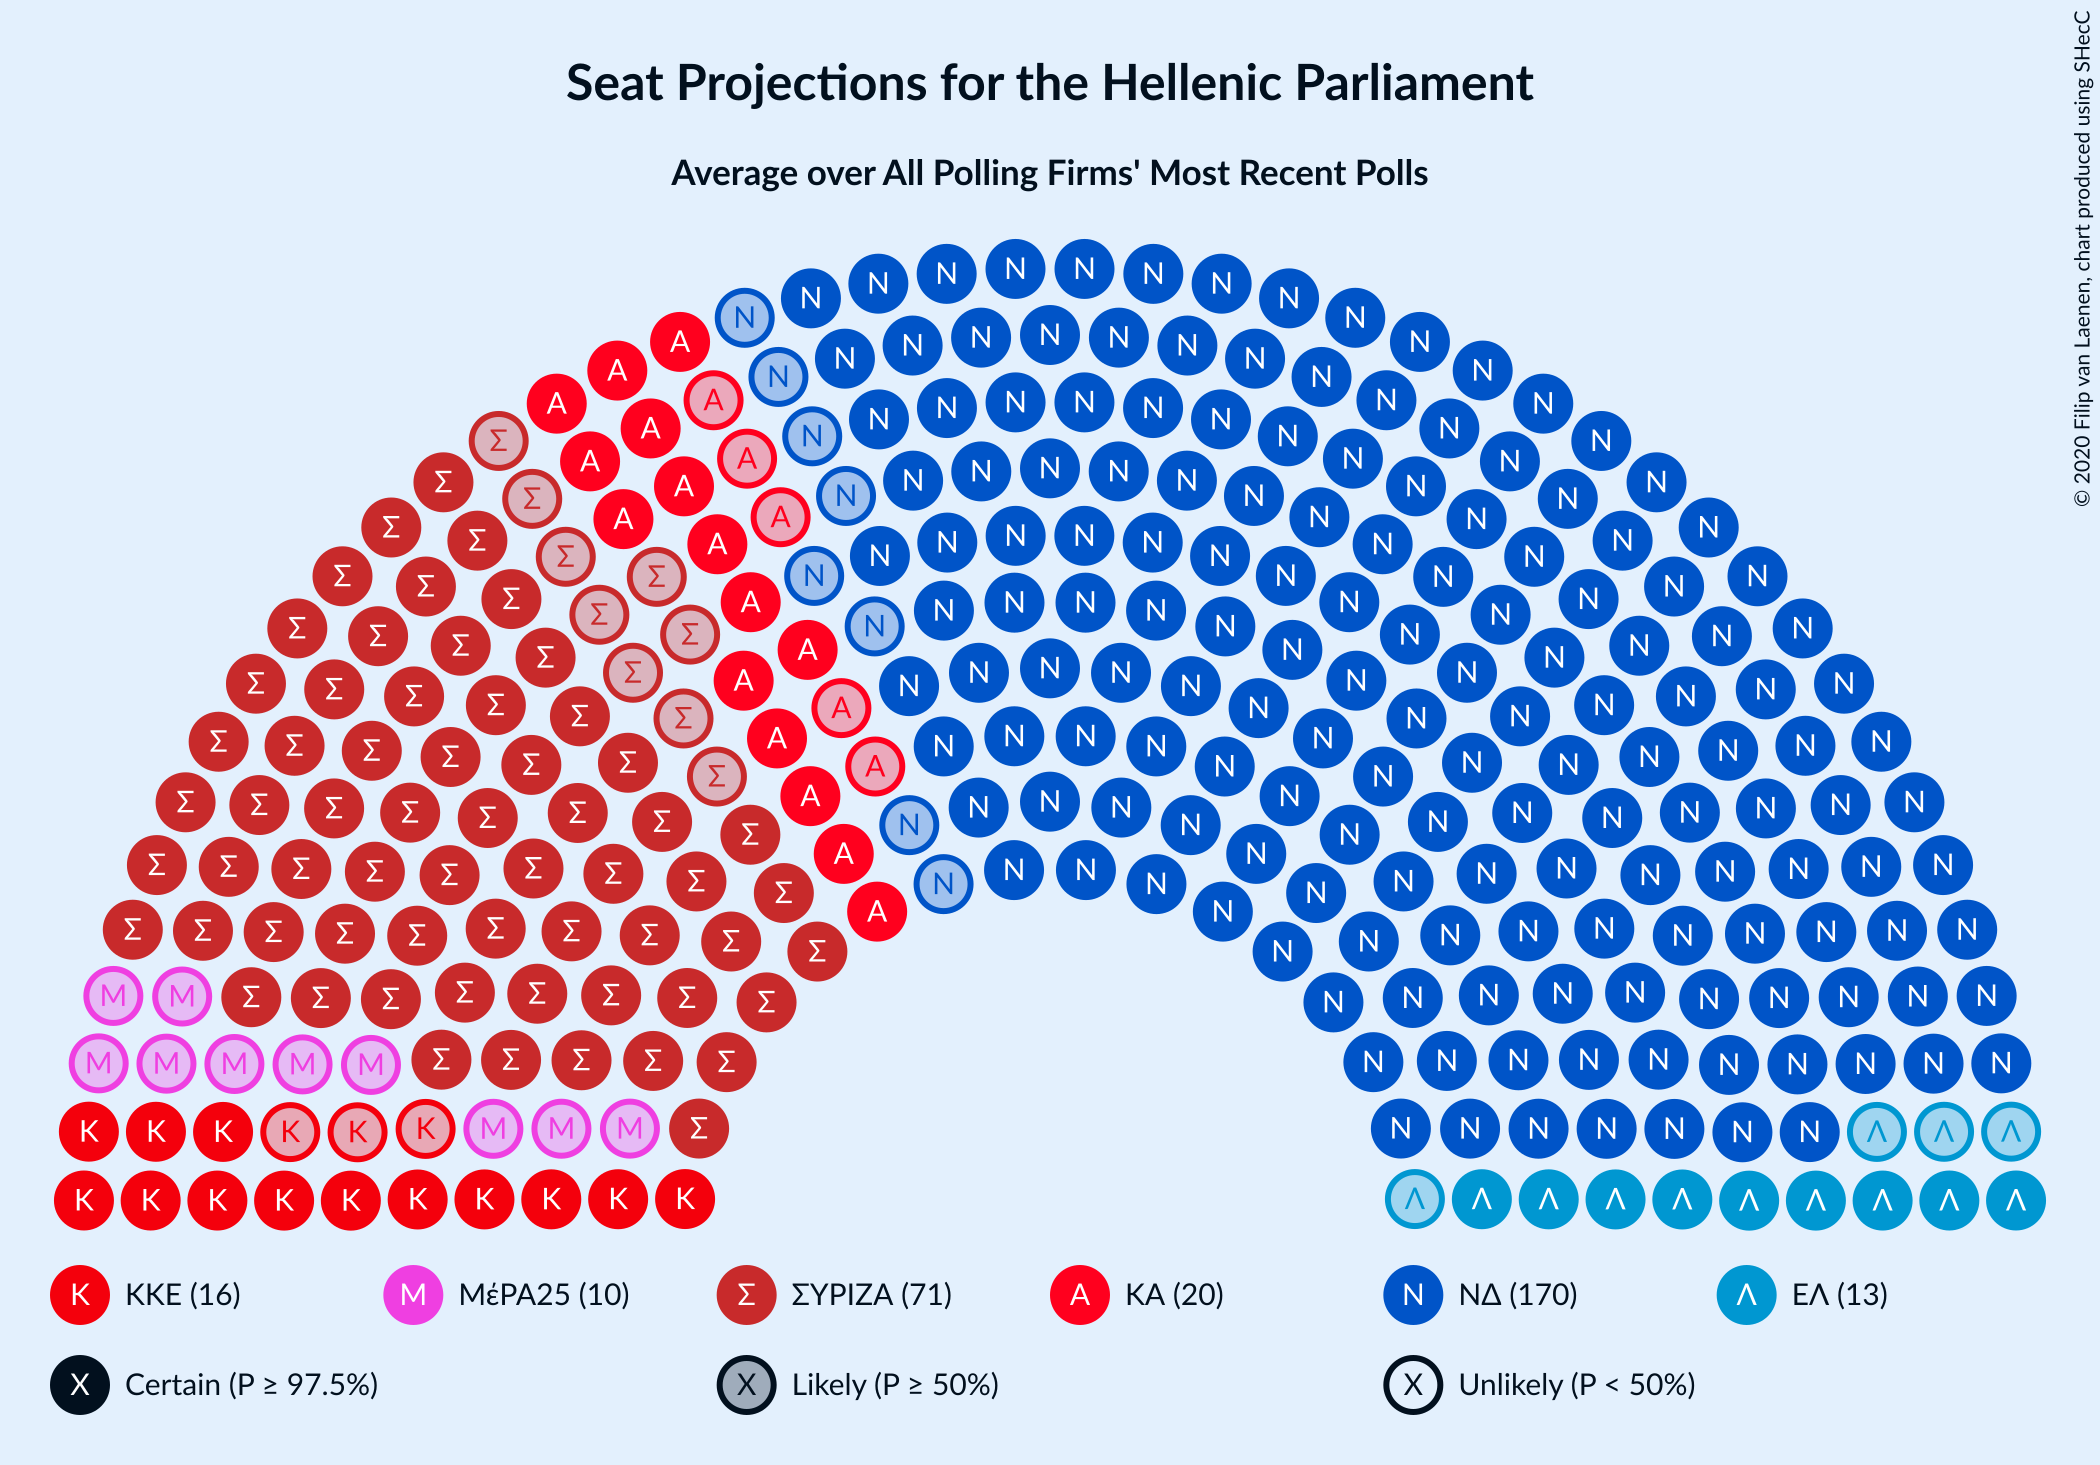 Seat Projections for the Hellenic Parliament
Average over All Polling Firms' Most Recent Polls
© 2020 Filip van Laenen, chart produced using SHecC
K ΚΚΕ (16)
M ΜέΡΑ25 (10)
Σ ΣΥΡΙΖΑ (71)
A ΚΑ (20)
N ΝΔ (170)
Λ ΕΛ (13)
X Certain (P ≥ 97.5%)
X Likely (P ≥ 50%)
X Unlikely (P < 50%)